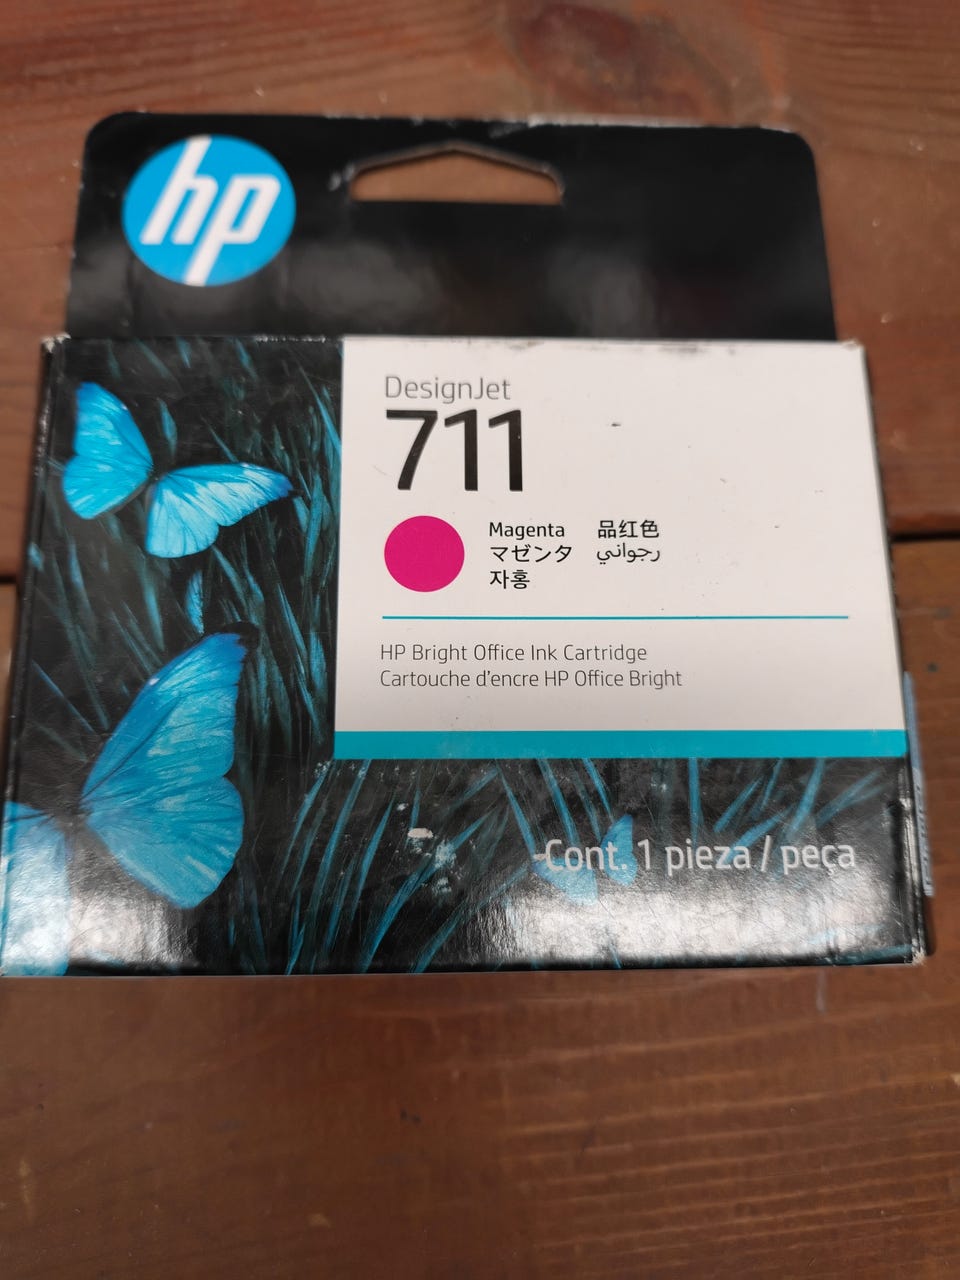 hp
DesignJet
711
Magenta 品红色
マゼンタ رجواني
자홍
HP Bright Office Ink Cartridge
Cartouche d'encre HP Office Bright
Cont. 1 pieza / peça